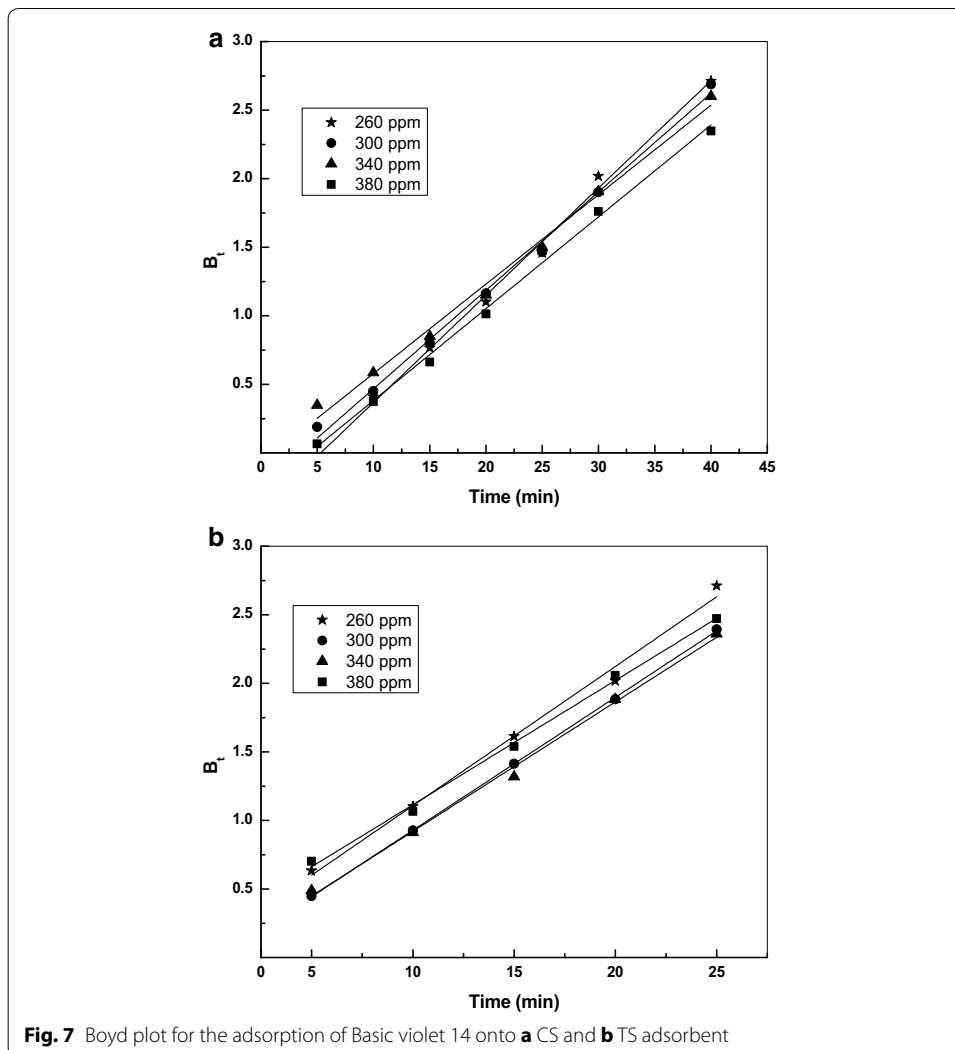 a
3.0
2.5
2.0
1.5
1.0
0.5
Bt
260 ppm
300 ppm
340 ppm
380 ppm
0 5 10 15 20 25 30 35 40 45
Time (min)
b
3.0
2.5
2.0
1.5
1.0
0.5
Bt
260 ppm
300 ppm
340 ppm
380 ppm
0 5 10 15 20 25
Time (min)
Fig. 7 Boyd plot for the adsorption of Basic violet 14 onto a CS and b TS adsorbent